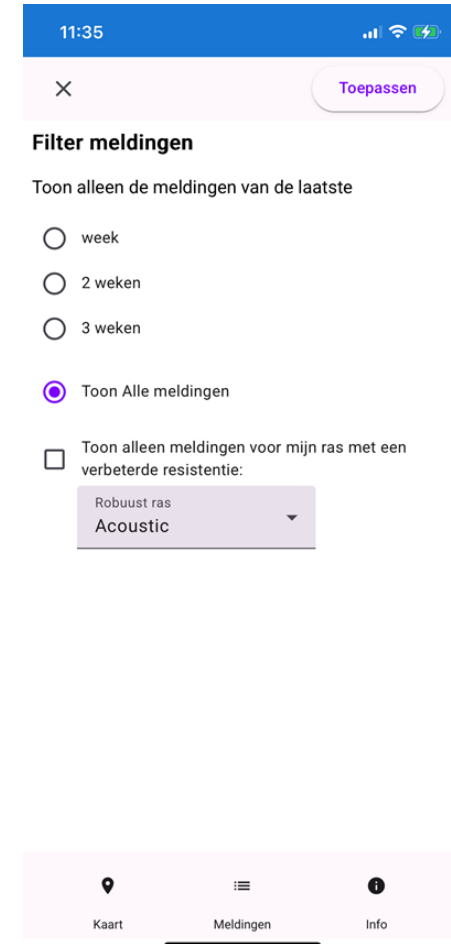 11:35
Toepassen
Filter meldingen
Toon alleen de meldingen van de laatste
week
2 weken
3 weken
Toon Alle meldingen
Toon alleen meldingen voor mijn ras met een
verbeterde resistentie:
Robuust ras
Acoustic
Kaart
Meldingen
Info